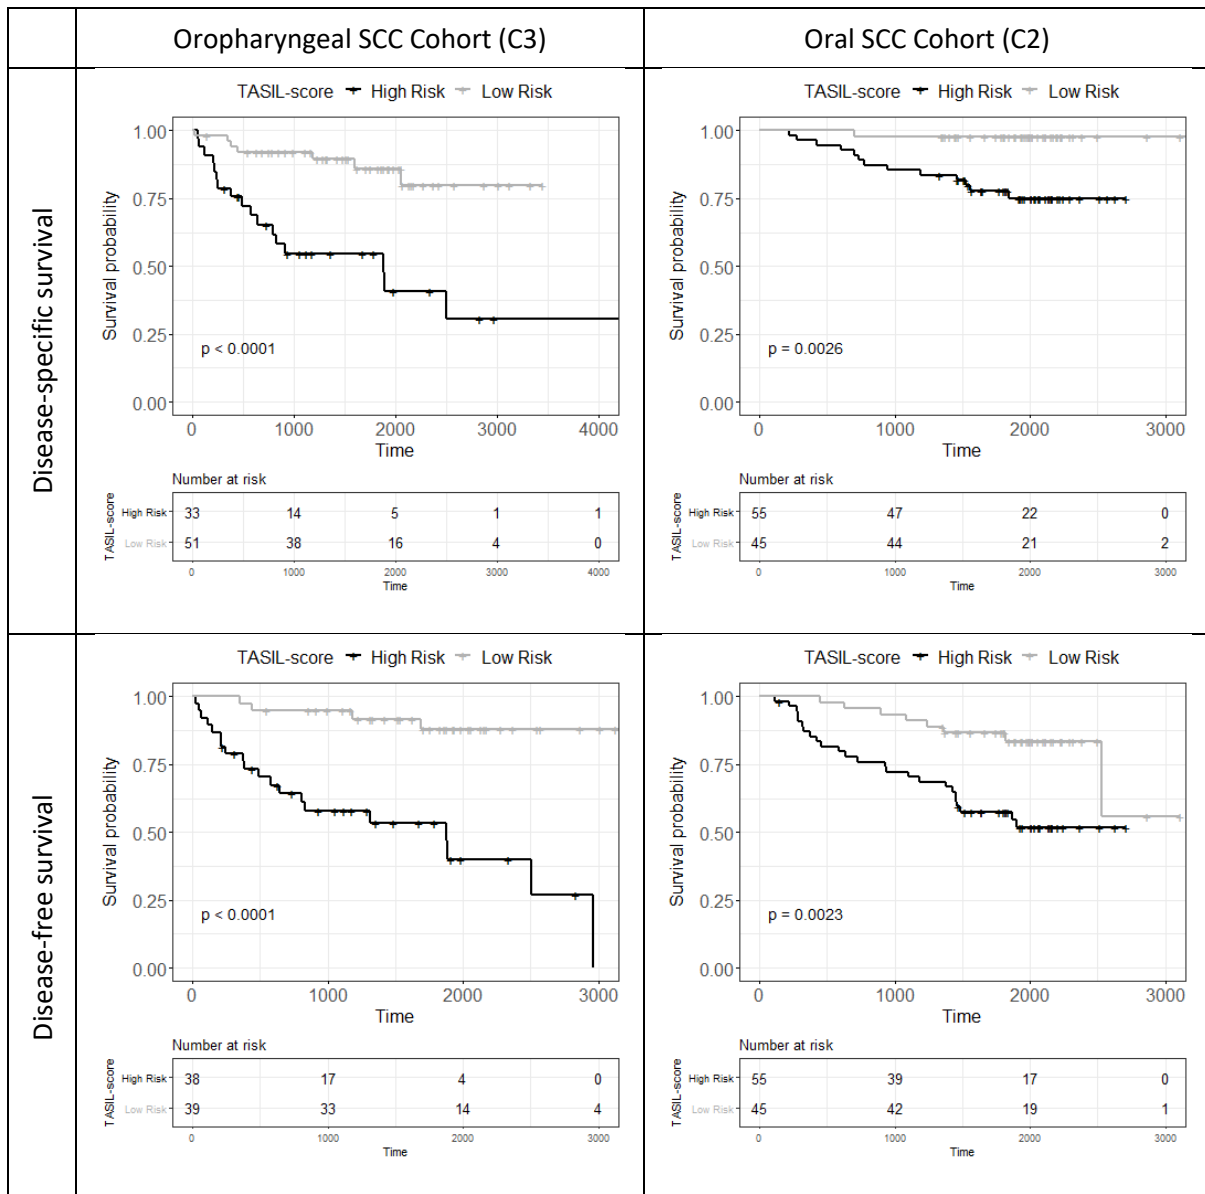 Oropharyngeal SCC Cohort (C3)
Oral SCC Cohort (C2)
Disease-specific survival
TASIL-score High Risk Low Risk
Survival probability
1.00
0.75
0.50
0.25
0.00
p < 0.0001
0 1000 2000 3000 4000
Time
Number at risk
TASIL-score
High Risk 33 14 5 1 1
Low Risk 51 38 16 4 0
0 1000 2000 3000 4000
Time
TASIL-score High Risk Low Risk
Survival probability
1.00
0.75
0.50
0.25
0.00
p = 0.0026
0 1000 2000 3000
Time
Number at risk
TASIL-score
High Risk 55 47 22 0
Low Risk 45 44 21 2
0 1000 2000 3000
Time
Disease-free survival
TASIL-score High Risk Low Risk
Survival probability
1.00
0.75
0.50
0.25
0.00
p < 0.0001
0 1000 2000 3000
Time
Number at risk
TASIL-score
High Risk 38 17 4 0
Low Risk 39 33 14 4
0 1000 2000 3000
Time
TASIL-score High Risk Low Risk
Survival probability
1.00
0.75
0.50
0.25
0.00
p = 0.0023
0 1000 2000 3000
Time
Number at risk
TASIL-score
High Risk 55 39 17 0
Low Risk 45 42 19 1
0 1000 2000 3000
Time